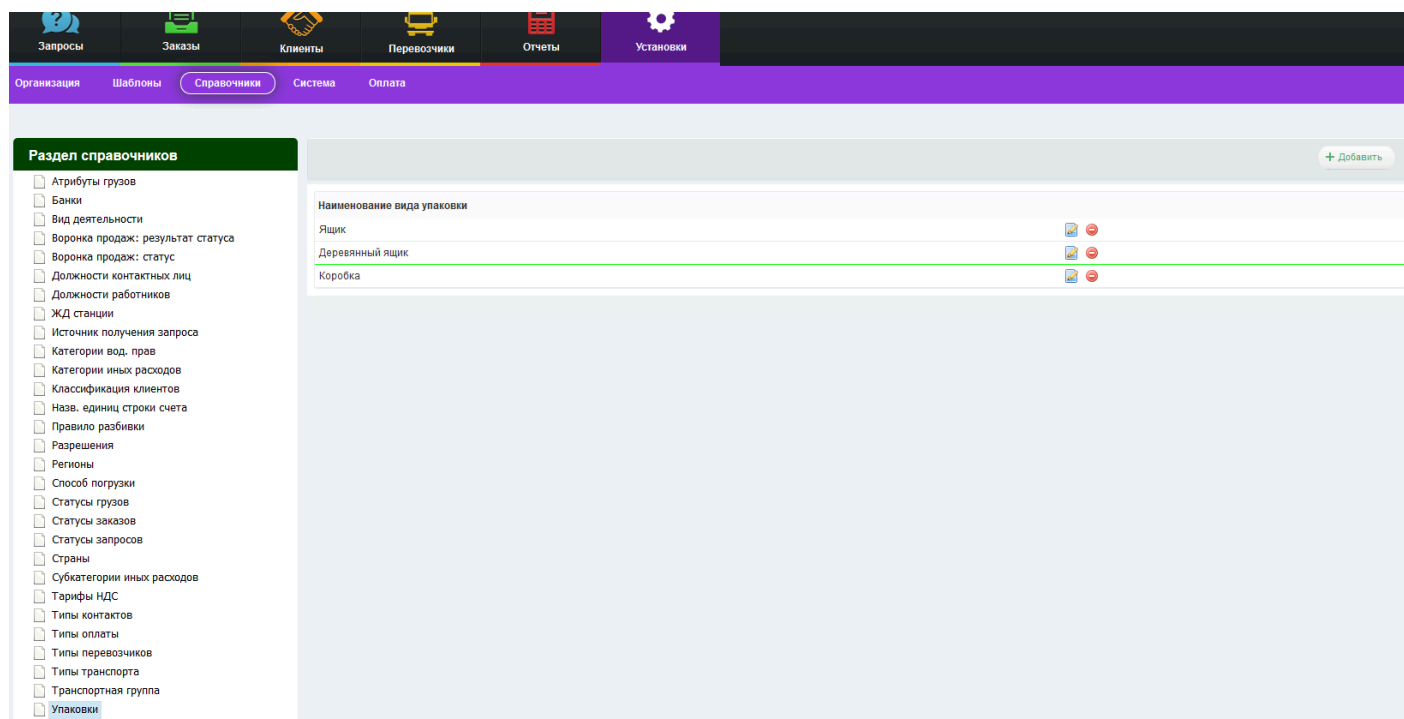 Запросы Заказы Клиенты Перевозчики Отчеты Установки
Организация Шаблоны Справочники Система Оплата
Раздел справочников
+ Добавить
Атрибуты грузов
Банки
Вид деятельности
Воронка продаж: результат статуса
Воронка продаж: статус
Должности контактных лиц
Должности работников
ЖД станции
Источник получения запроса
Категории вод. прав
Категории иных расходов
Классификация клиентов
Назв. единиц строки счета
Правило разбивки
Разрешения
Регионы
Способ погрузки
Статусы грузов
Статусы заказов
Статусы запросов
Страны
Субкатегории иных расходов
Тарифы НДС
Типы контактов
Типы оплаты
Типы перевозчиков
Типы транспорта
Транспортная группа
Упаковки
Наименование вида упаковки
Ящик
Деревянный ящик
Коробка